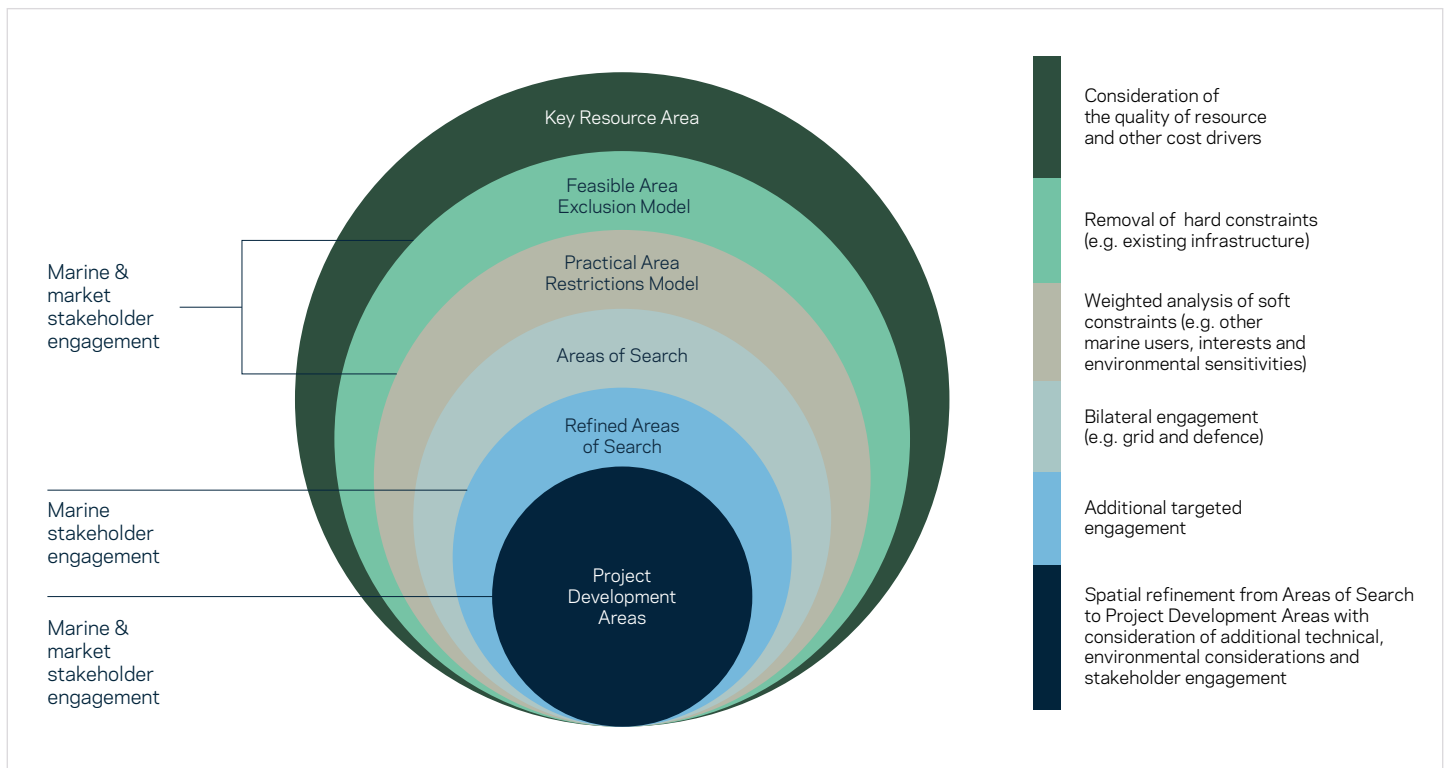 Key Resource Area
Feasible Area
Exclusion Model
Practical Area
Restrictions Model
Areas of Search
Refined Areas
of Search
Project
Development
Areas
Marine &
market
stakeholder
engagement
Marine
stakeholder
engagement
Marine &
market
stakeholder
engagement
Consideration of
the quality of resource
and other cost drivers
Removal of hard constraints
(e.g. existing infrastructure)
Weighted analysis of soft
constraints (e.g. other
marine users, interests and
environmental sensitivities)
Bilateral engagement
(e.g. grid and defence)
Additional targeted
engagement
Spatial refinement from Areas of Search
to Project Development Areas with
consideration of additional technical,
environmental considerations and
stakeholder engagement